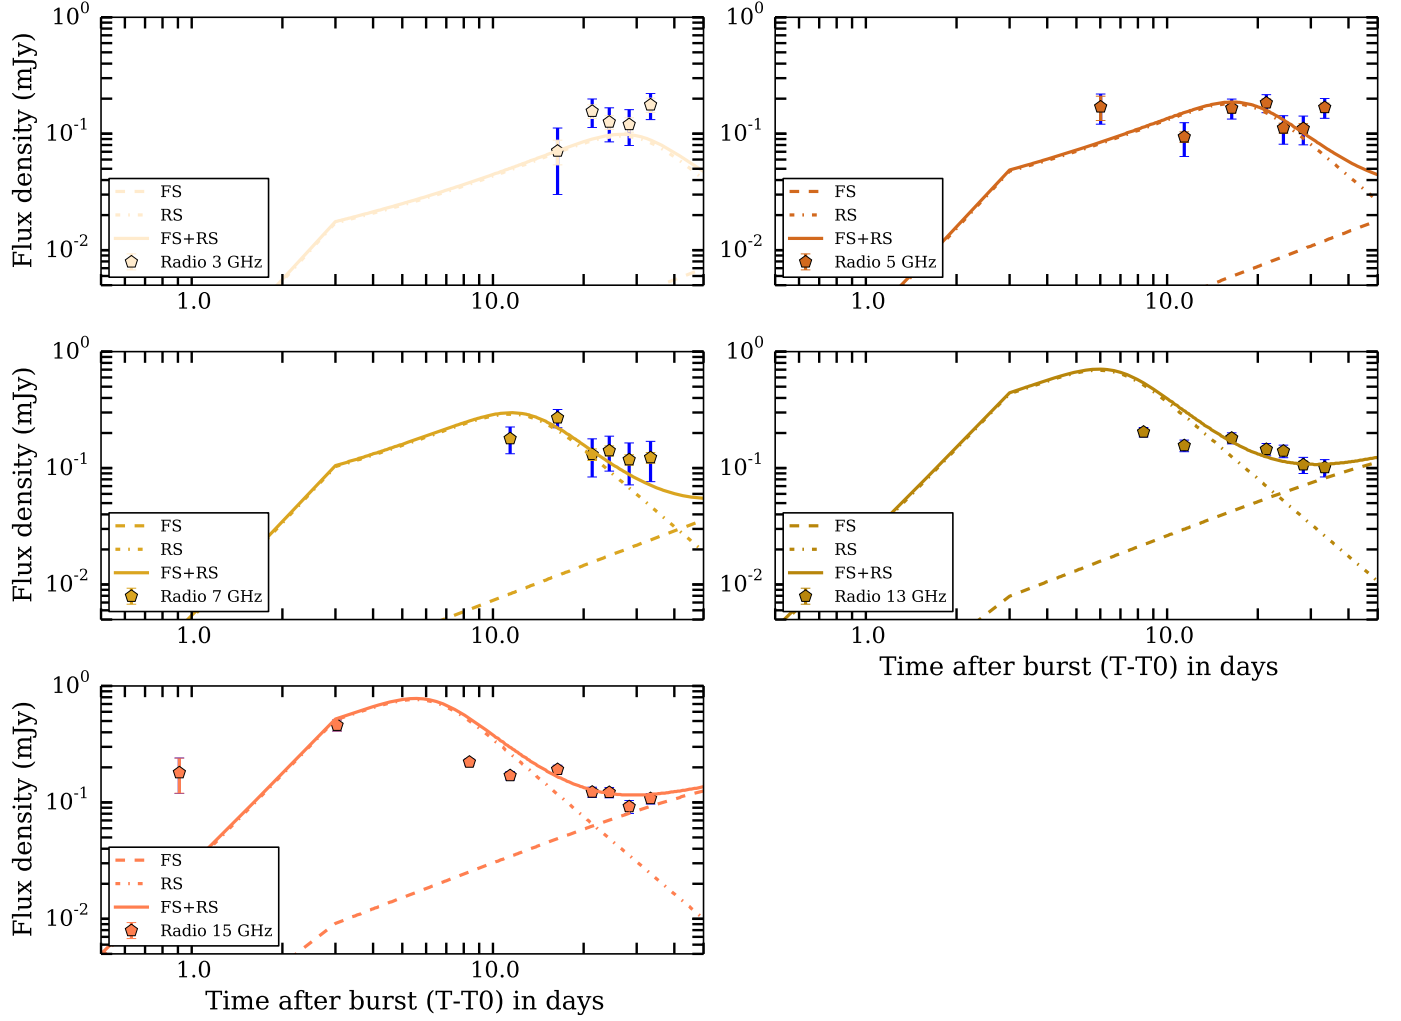 Flux density (mJy)
10^0
10^-1
10^-2
FS
RS
FS+RS
Radio 3 GHz
1.0
10.0
10^0
10^-1
10^-2
FS
RS
FS+RS
Radio 5 GHz
1.0
10.0
Flux density (mJy)
10^0
10^-1
10^-2
FS
RS
FS+RS
Radio 7 GHz
1.0
10.0
10^0
10^-1
10^-2
FS
RS
FS+RS
Radio 13 GHz
1.0
10.0
Time after burst (T-T0) in days
Flux density (mJy)
10^0
10^-1
10^-2
FS
RS
FS+RS
Radio 15 GHz
1.0
10.0
Time after burst (T-T0) in days